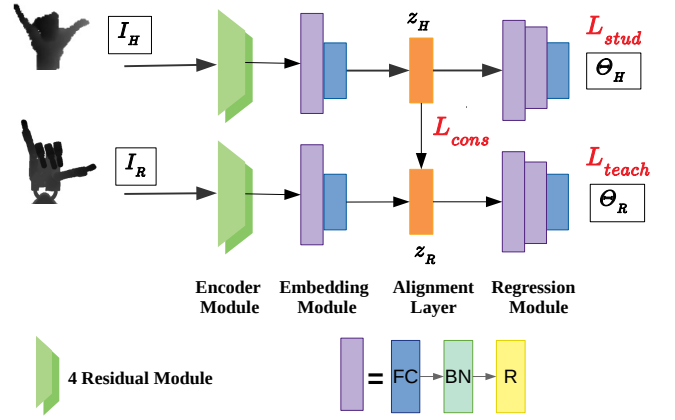 I_H
z_H
L_stud
Θ_H
L_cons
I_R
L_teach
Θ_R
z_R
Encoder Module
Embedding Module
Alignment Layer
Regression Module
4 Residual Module
=
FC
BN
R